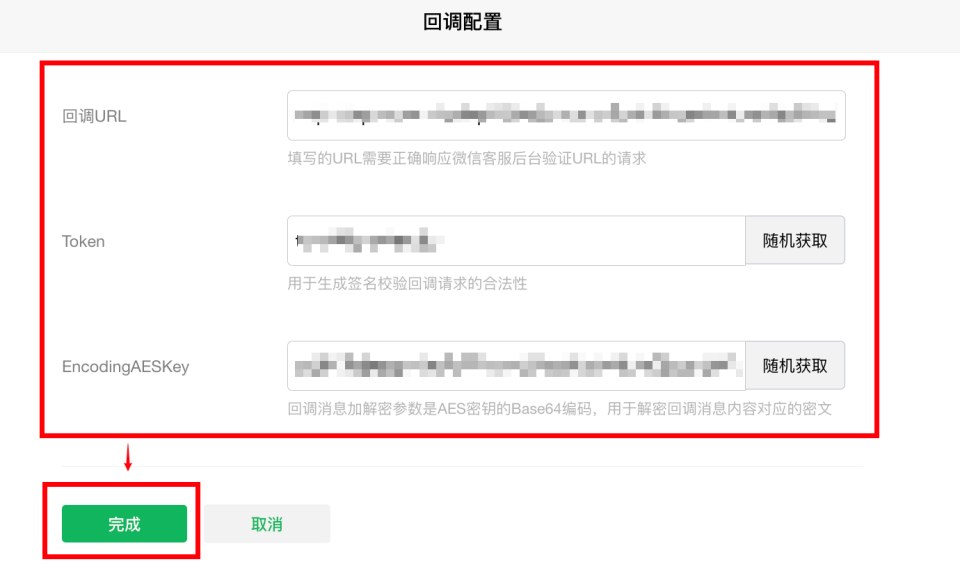 回调配置
回调URL
填写的URL需要正确响应微信客服后台验证URL的请求
Token
随机获取
用于生成签名校验回调请求的合法性
EncodingAESKey
随机获取
回调消息加解密参数是AES密钥的Base64编码，用于解密回调消息内容对应的密文
完成
取消